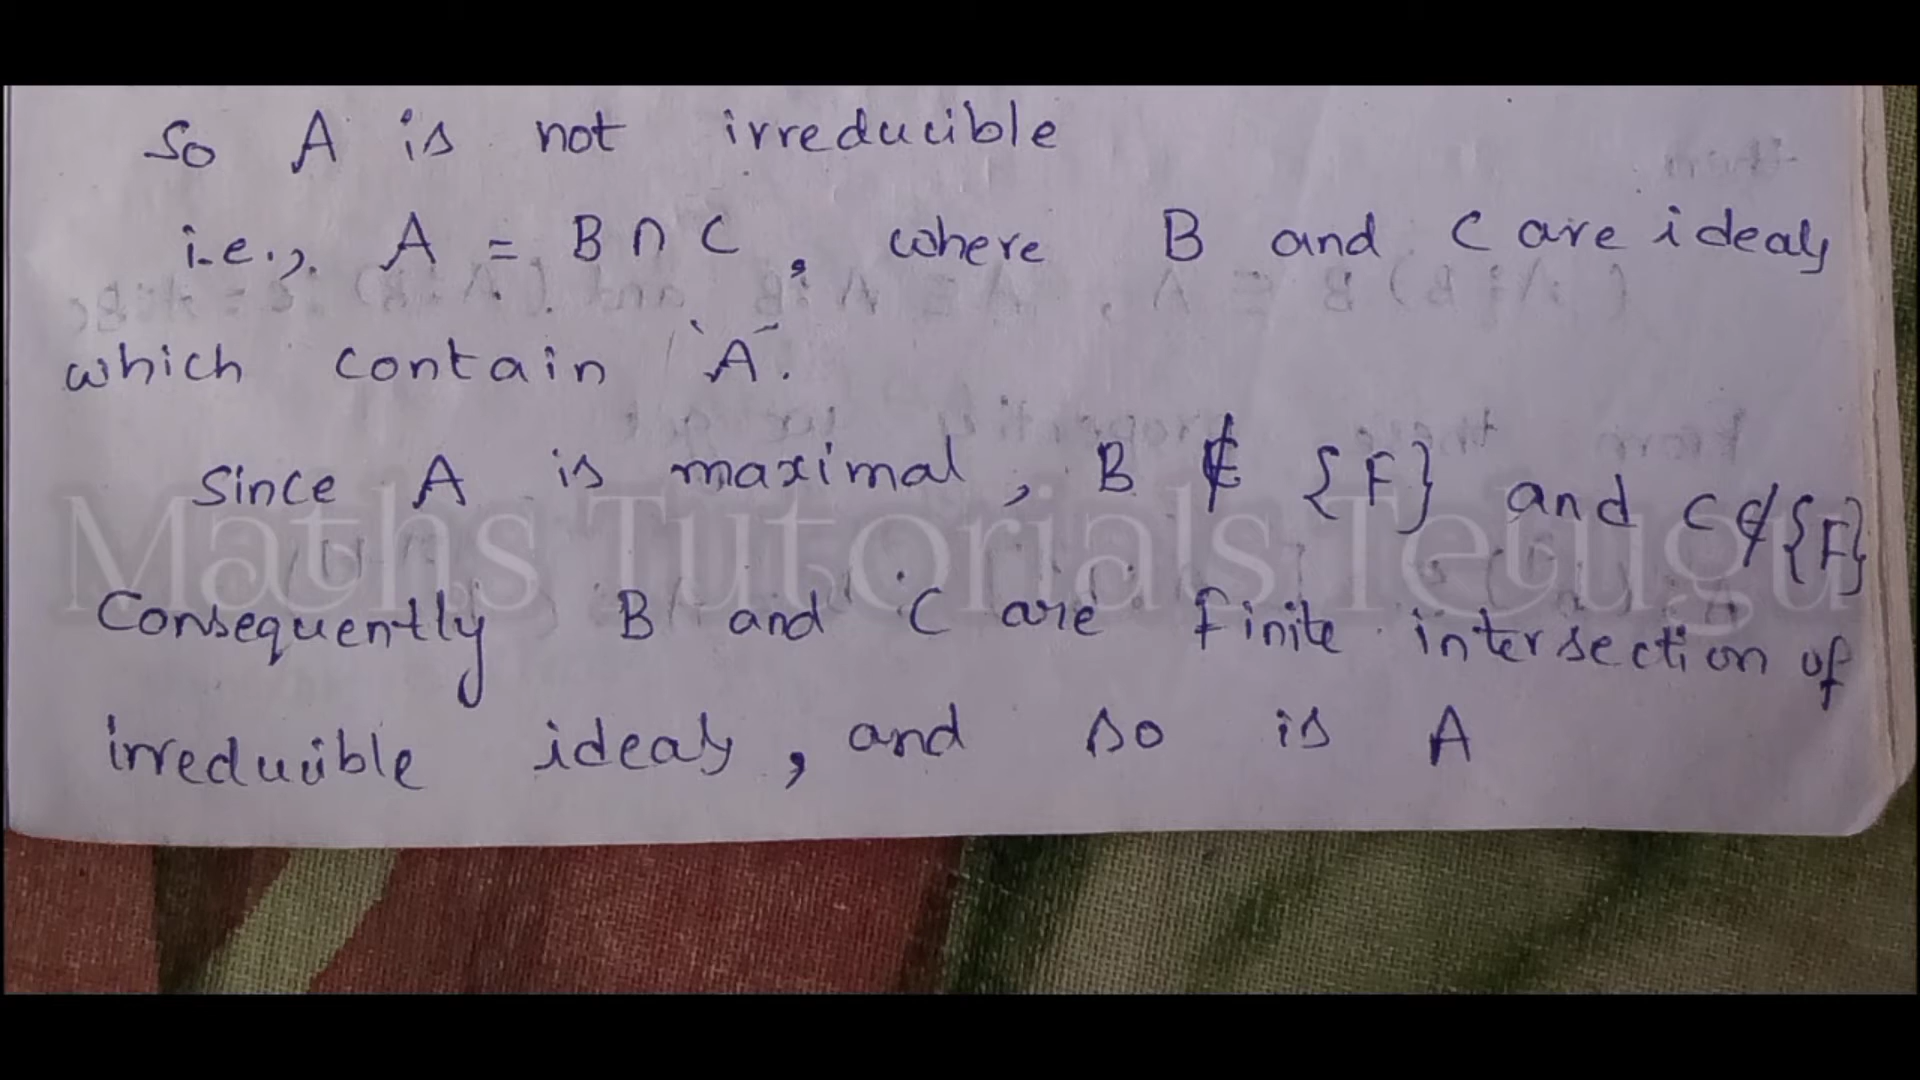 So A is not irreducible
i.e., A = B ∩ C, where B and C are ideals
which contain 'A'.
Since A is maximal, B ∉ {F} and C ∉ {F}
Maths Tutorials Telugu
Consequently B and C are finite intersection of
irreducible ideals, and so is A